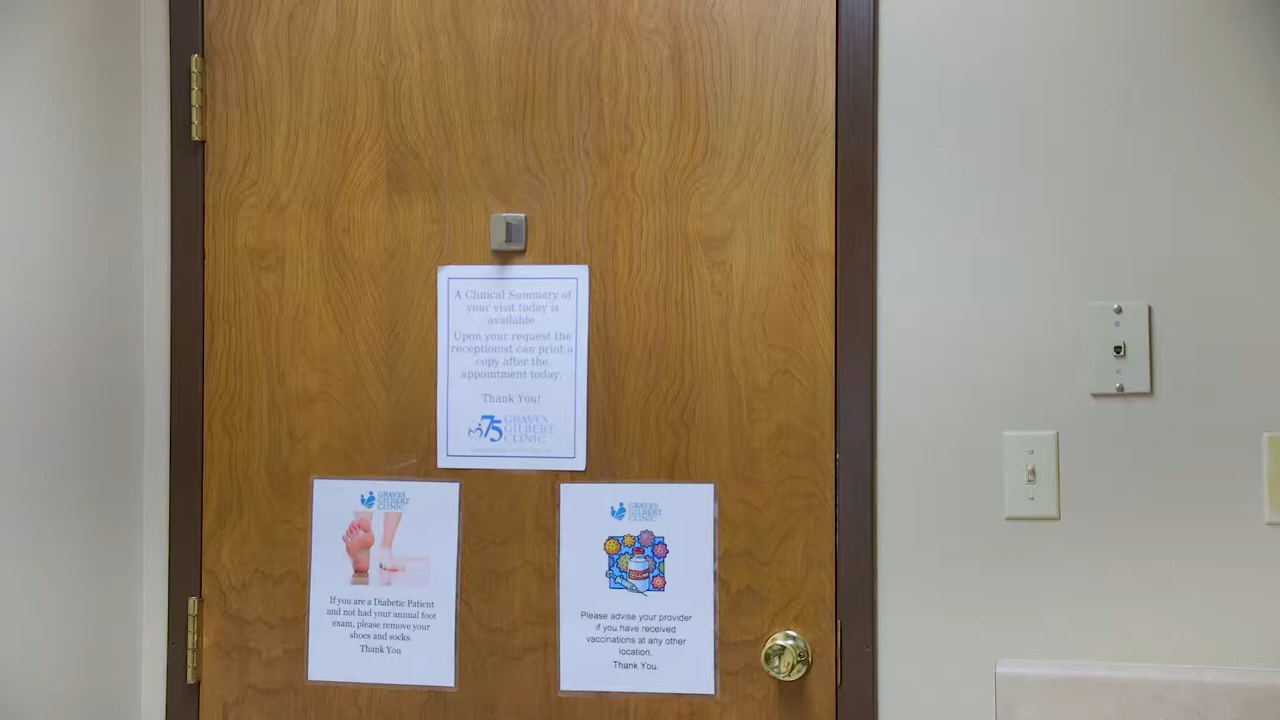 A Clinical Summary of
your visit today is
available
Upon your request the
receptionist can print a
copy after the
appointment today.
Thank You!
75 GRAVES
GILBERT
CLINIC
GRAVES
GILBERT
CLINIC
If you are a Diabetic Patient
and not had your annual foot
exam, please remove your
shoes and socks.
Thank You
GRAVES
GILBERT
CLINIC
VACCINE
Please advise your provider
if you have received
vaccinations at any other
location.
Thank You.